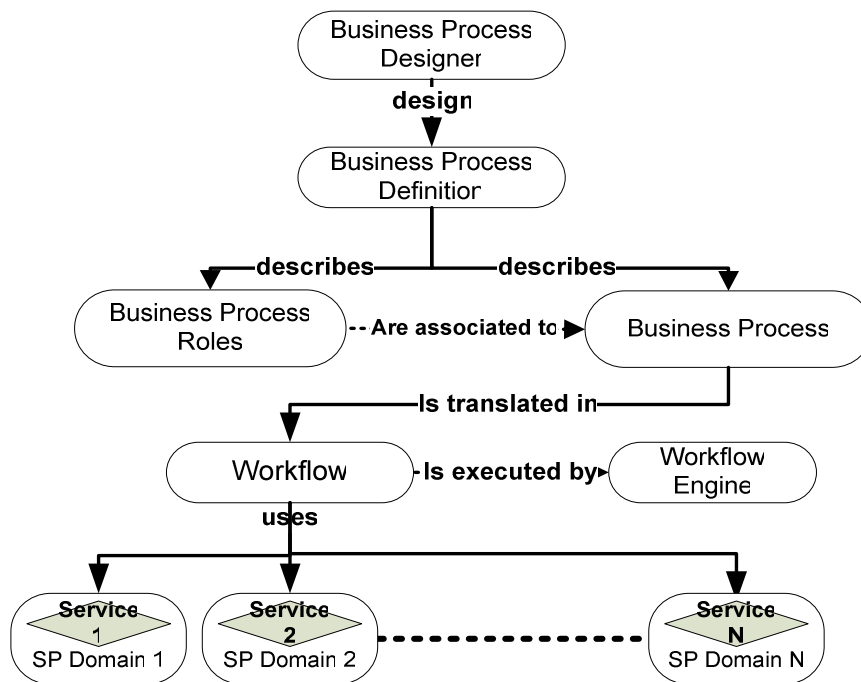 Business Process
Designer
design
Business Process
Definition
describes
describes
Business Process
Roles
Are associated to
Business Process
Is translated in
Workflow
Is executed by
Workflow
Engine
uses
Service
1
SP Domain 1
Service
2
SP Domain 2
Service
N
SP Domain N